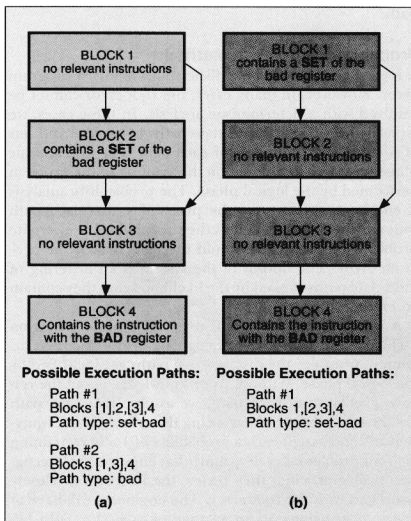 BLOCK 1
no relevant instructions
BLOCK 2
contains a SET of the
bad register
BLOCK 3
no relevant instructions
BLOCK 4
Contains the instruction
with the BAD register
Possible Execution Paths:
Path #1
Blocks [1],2,[3],4
Path type: set-bad
Path #2
Blocks [1,3],4
Path type: bad
(a)
BLOCK 1
contains a SET of the
bad register
BLOCK 2
no relevant instructions
BLOCK 3
no relevant instructions
BLOCK 4
Contains the instruction
with the BAD register
Possible Execution Paths:
Path #1
Blocks 1,[2,3],4
Path type: set-bad
(b)